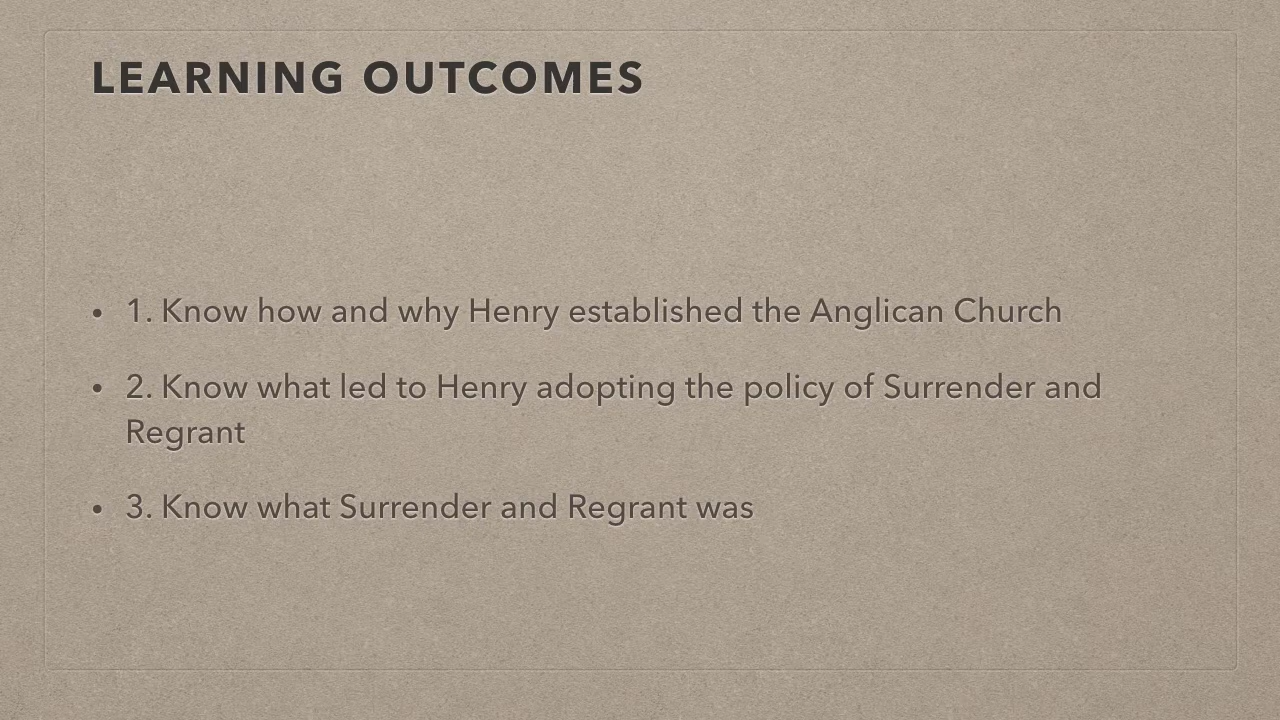 LEARNING OUTCOMES
• 1. Know how and why Henry established the Anglican Church
• 2. Know what led to Henry adopting the policy of Surrender and
Regrant
• 3. Know what Surrender and Regrant was